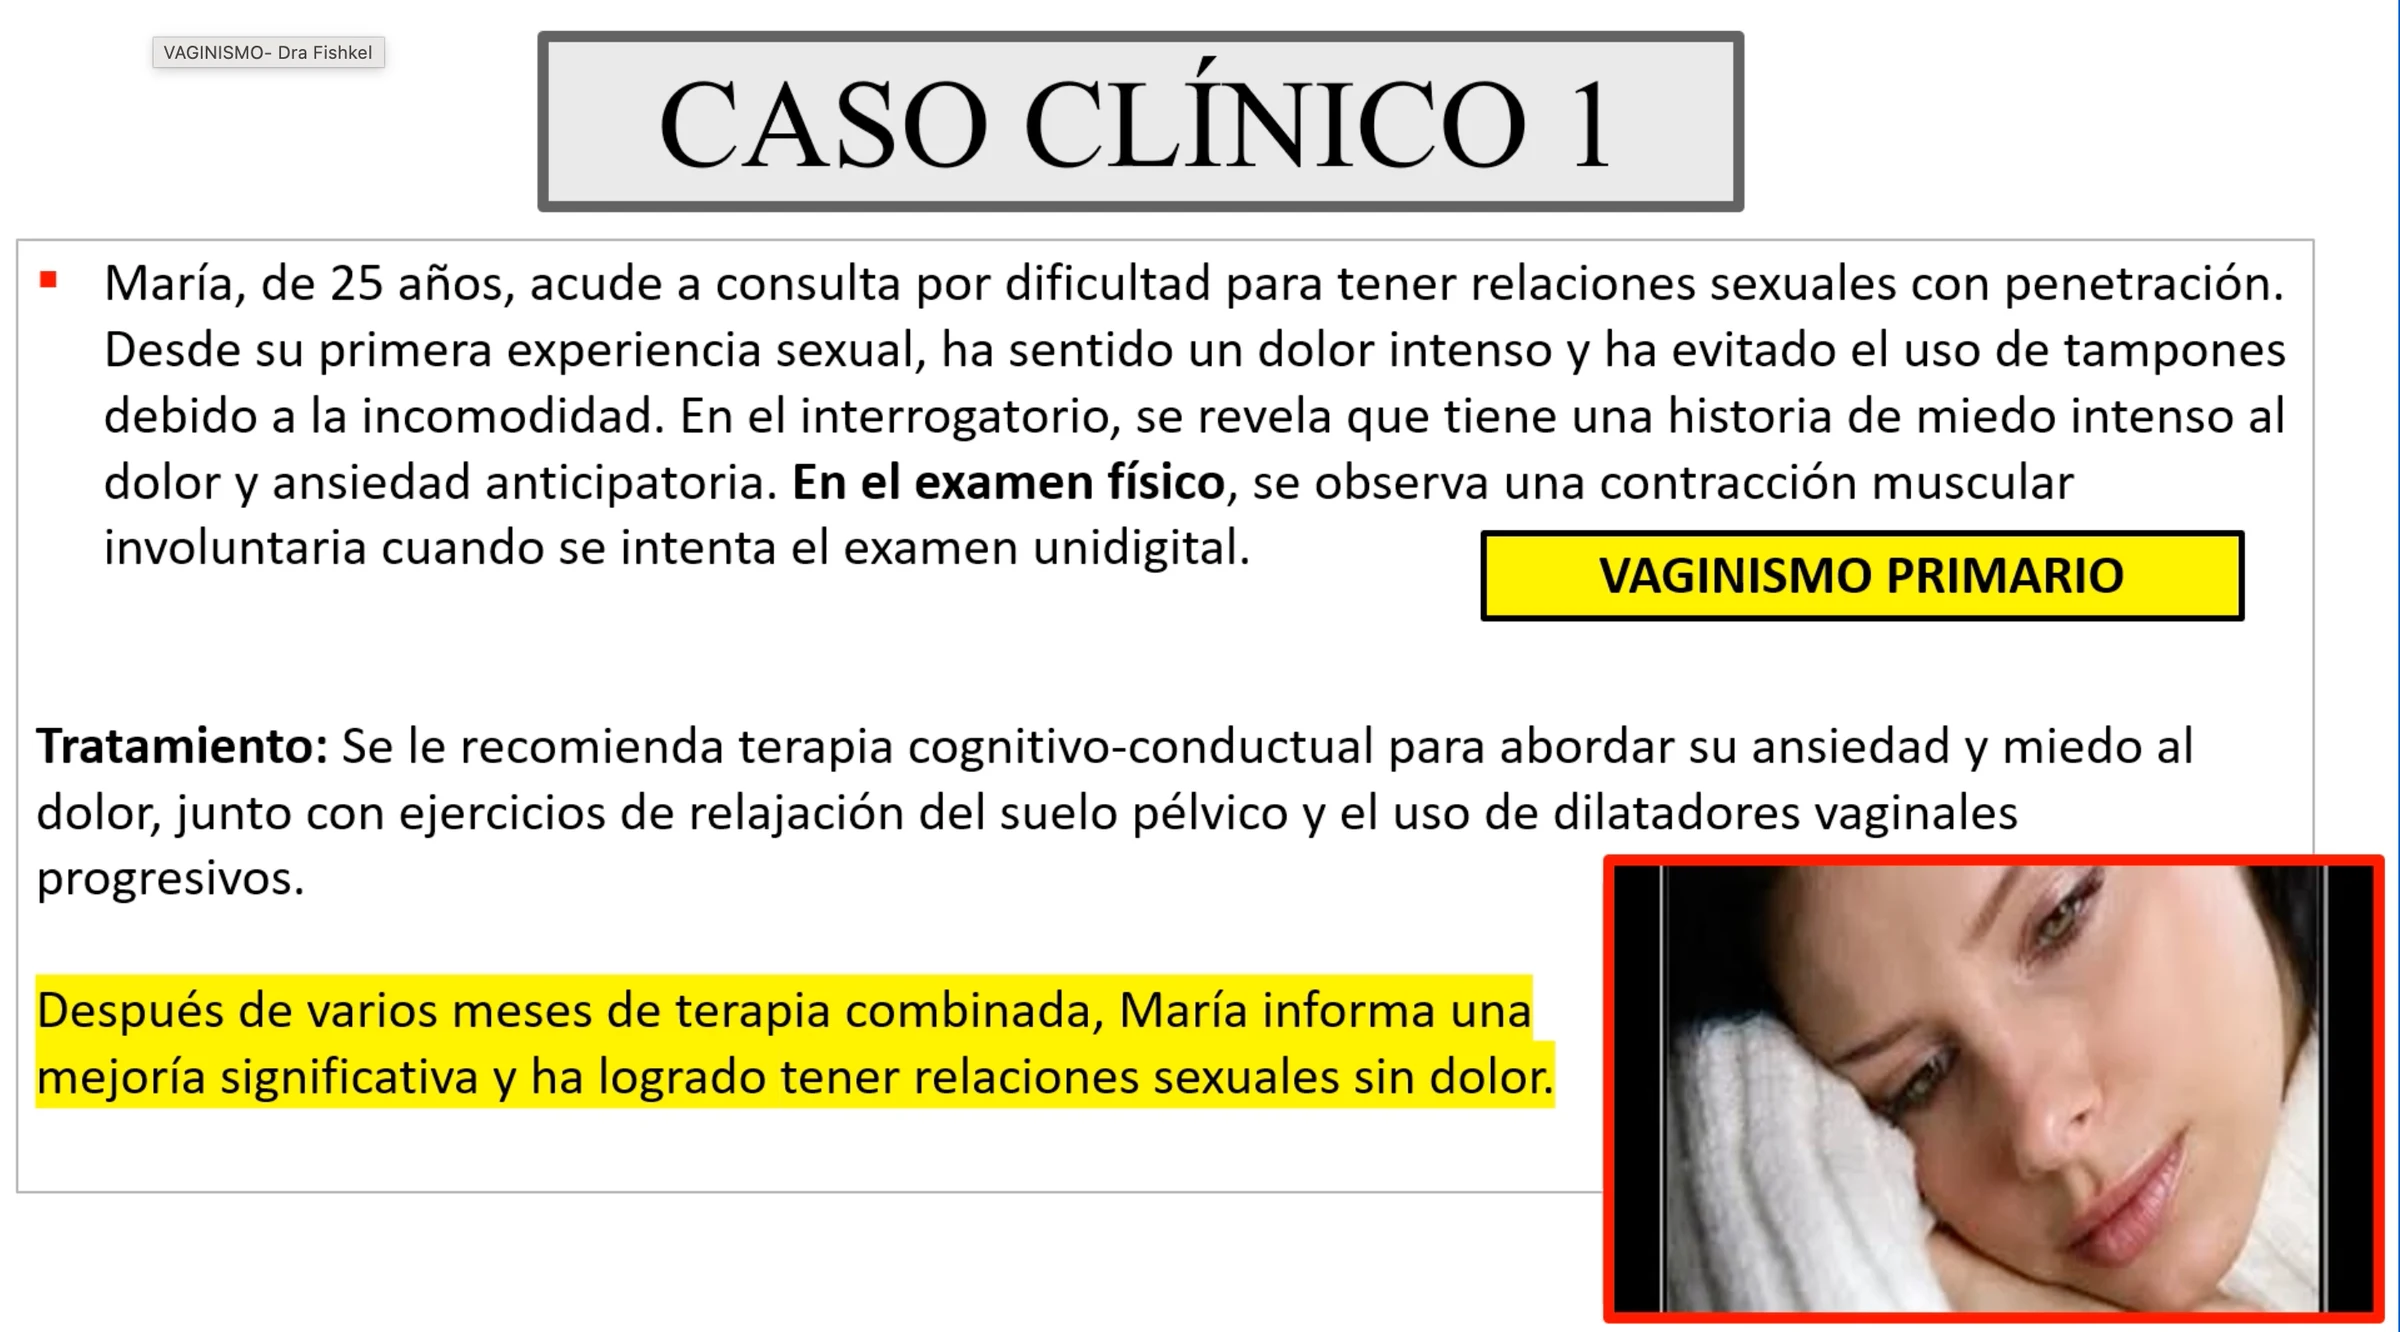 VAGINISMO- Dra Fishkel
CASO CLÍNICO 1
▪ María, de 25 años, acude a consulta por dificultad para tener relaciones sexuales con penetración.
Desde su primera experiencia sexual, ha sentido un dolor intenso y ha evitado el uso de tampones
debido a la incomodidad. En el interrogatorio, se revela que tiene una historia de miedo intenso al
dolor y ansiedad anticipatoria. En el examen físico, se observa una contracción muscular
involuntaria cuando se intenta el examen unidigital.
VAGINISMO PRIMARIO
Tratamiento: Se le recomienda terapia cognitivo-conductual para abordar su ansiedad y miedo al
dolor, junto con ejercicios de relajación del suelo pélvico y el uso de dilatadores vaginales
progresivos.
Después de varios meses de terapia combinada, María informa una
mejoría significativa y ha logrado tener relaciones sexuales sin dolor.